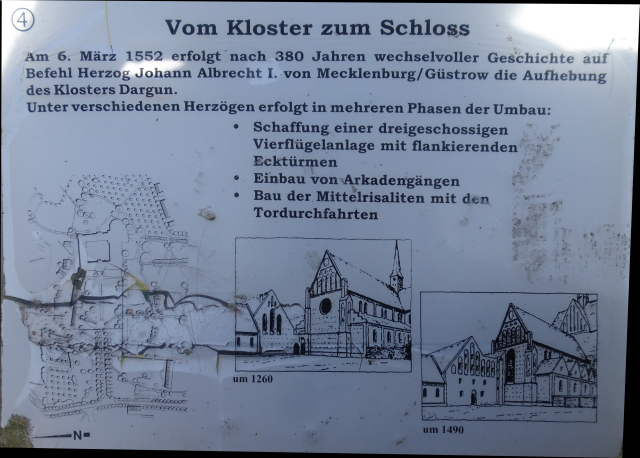 4
Vom Kloster zum Schloss
Am 6. März 1552 erfolgt nach 380 Jahren wechselvoller Geschichte auf
Befehl Herzog Johann Albrecht I. von Mecklenburg/Güstrow die Aufhebung
des Klosters Dargun.
Unter verschiedenen Herzögen erfolgt in mehreren Phasen der Umbau:
• Schaffung einer dreigeschossigen
Vierflügelanlage mit flankierenden
Ecktürmen
• Einbau von Arkadengängen
• Bau der Mittelrisaliten mit den
Tordurchfahrten
um 1260
um 1490
N